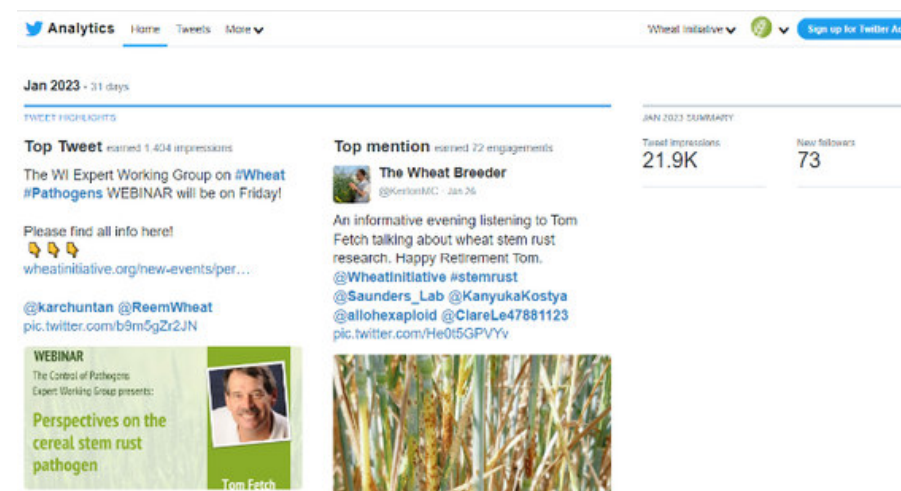 Analytics Home Tweets More
Wheat Initiative
Sign up for Twitter Ad
Jan 2023 - 31 days
TWEET HIGHLIGHTS
Top Tweet earned 1,404 impressions
The WI Expert Working Group on #Wheat
#Pathogens WEBINAR will be on Friday!
Please find all info here!
wheatinitiative.org/new-events/per…
@karchuntan @ReemWheat
pic.twitter.com/b9m5gZr2JN
WEBINAR
The Control of Pathogens
Expert Working Group presents:
Perspectives on the
cereal stem rust
pathogen
Tom Fetch
Top mention earned 72 engagements
The Wheat Breeder
@KertonMC · Jan 26
An informative evening listening to Tom
Fetch talking about wheat stem rust
research. Happy Retirement Tom.
@WheatInitiative #stemrust
@Saunders_Lab @KanyukaKostya
@allohexaploid @ClareLe47881123
pic.twitter.com/He0t5GPVYv
JAN 2023 SUMMARY
Tweet impressions
21.9K
New followers
73